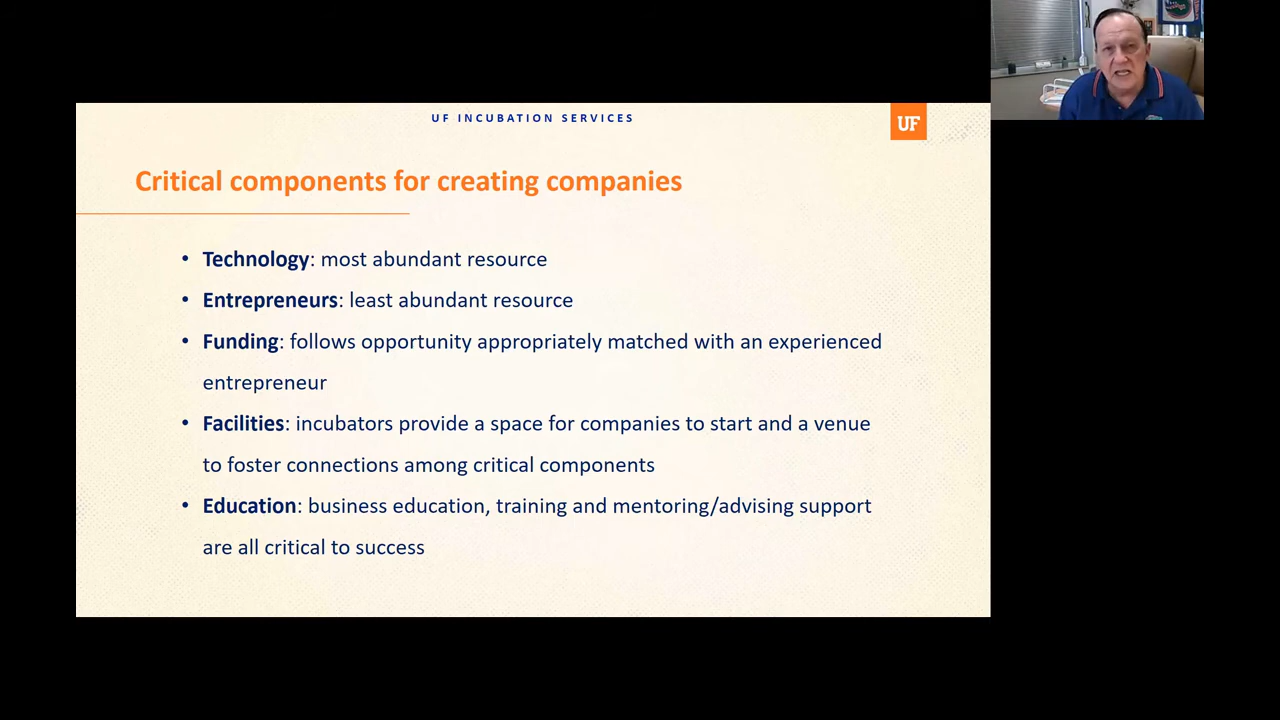 UF INCUBATION SERVICES
UF
Critical components for creating companies
• Technology: most abundant resource
• Entrepreneurs: least abundant resource
• Funding: follows opportunity appropriately matched with an experienced
entrepreneur
• Facilities: incubators provide a space for companies to start and a venue
to foster connections among critical components
• Education: business education, training and mentoring/advising support
are all critical to success